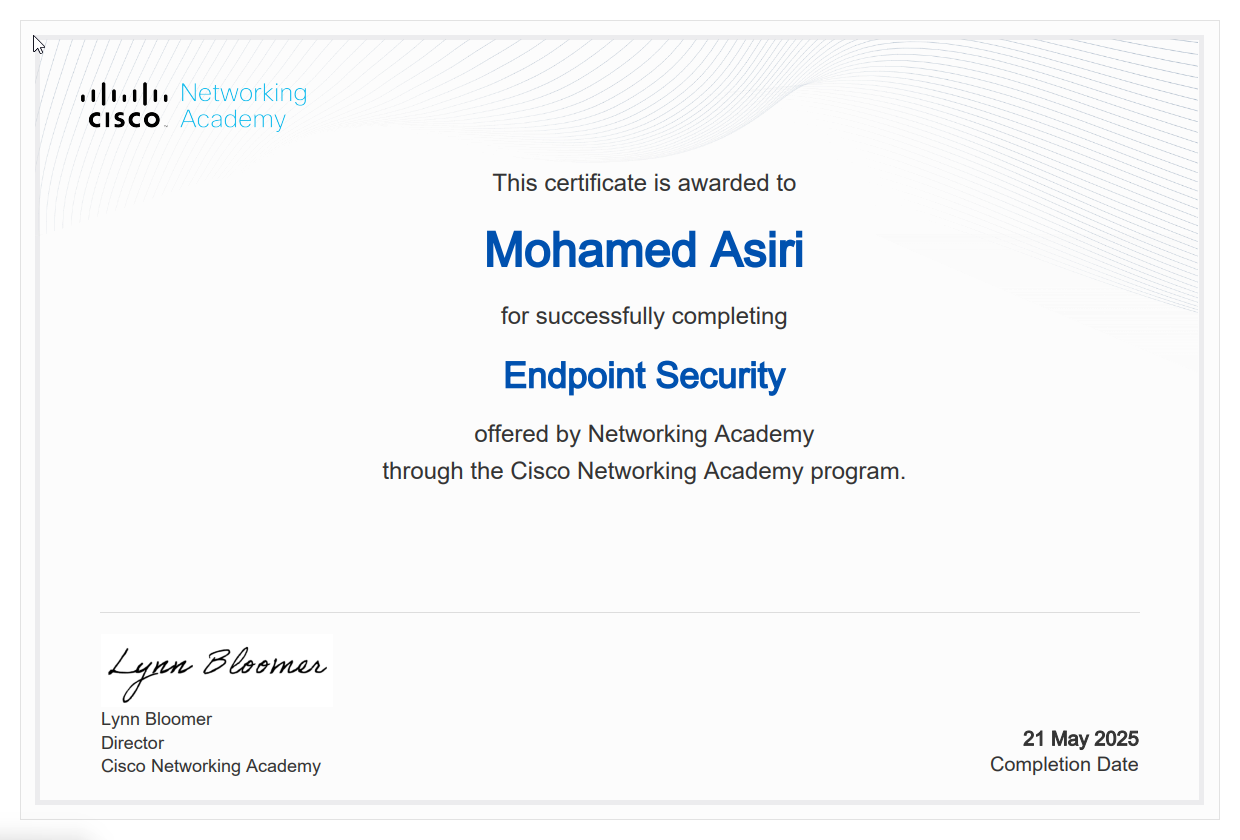 CISCO Networking Academy
This certificate is awarded to
Mohamed Asiri
for successfully completing
Endpoint Security
offered by Networking Academy
through the Cisco Networking Academy program.
Lynn Bloomer
Lynn Bloomer
Director
Cisco Networking Academy
21 May 2025
Completion Date